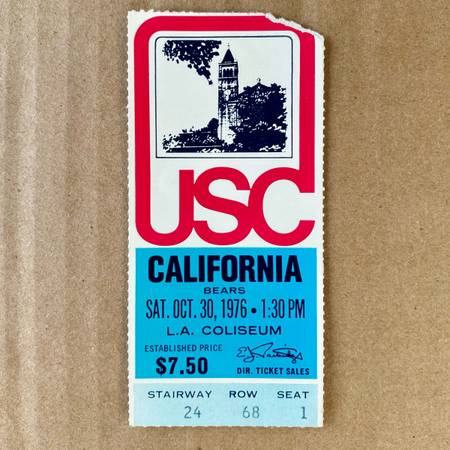 USC
CALIFORNIA
BEARS
SAT. OCT. 30, 1976 • 1:30 PM
L.A. COLISEUM
ESTABLISHED PRICE
$7.50
DIR. TICKET SALES
STAIRWAY ROW SEAT
24 68 1